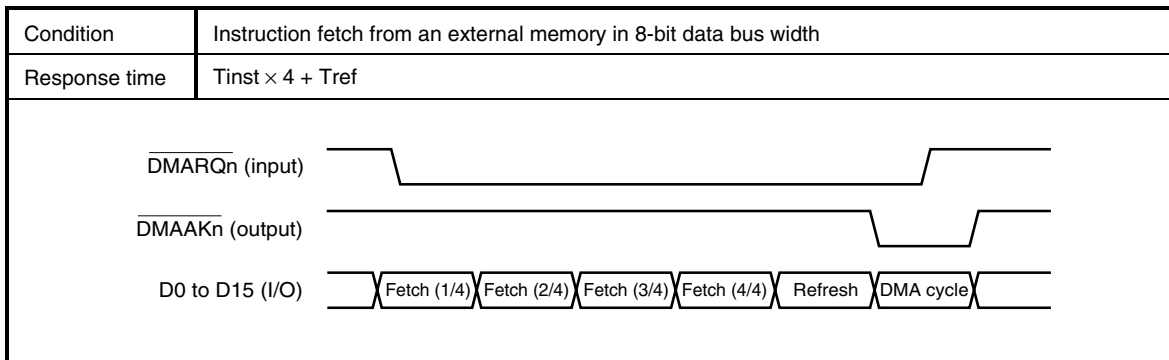 Condition Instruction fetch from an external memory in 8-bit data bus width
Response time Tinst × 4 + Tref
DMARQn (input)
DMAAKn (output)
D0 to D15 (I/O) Fetch (1/4) Fetch (2/4) Fetch (3/4) Fetch (4/4) Refresh DMA cycle